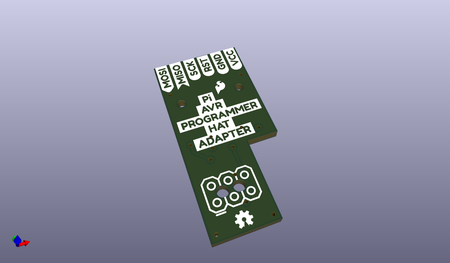 MOSI
MISO
SCK
RST
GND
VCC
Pi
AVR
PROGRAMMER
HAT
ADAPTER